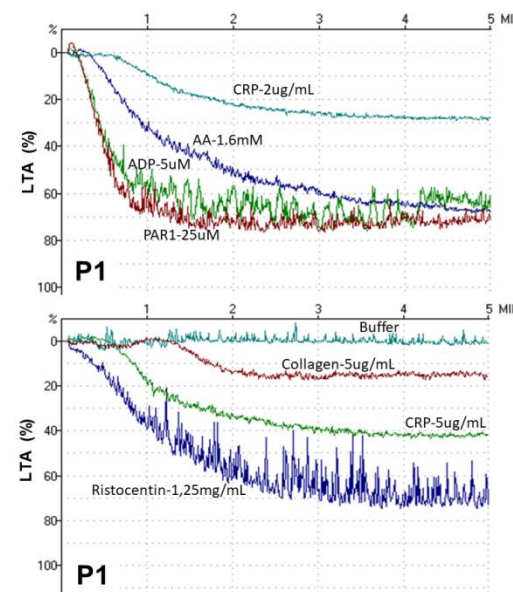 % 1 2 3 4 5 MI
0
CRP-2ug/mL
20
AA-1.6mM
40
ADP-5uM
LTA (%)
60
PAR1-25uM
80
P1
100
% 1 2 3 4 5 MI
Buffer
0
Collagen-5ug/mL
20
CRP-5ug/mL
40
LTA (%)
60
Ristocentin-1,25mg/mL
80
100
P1